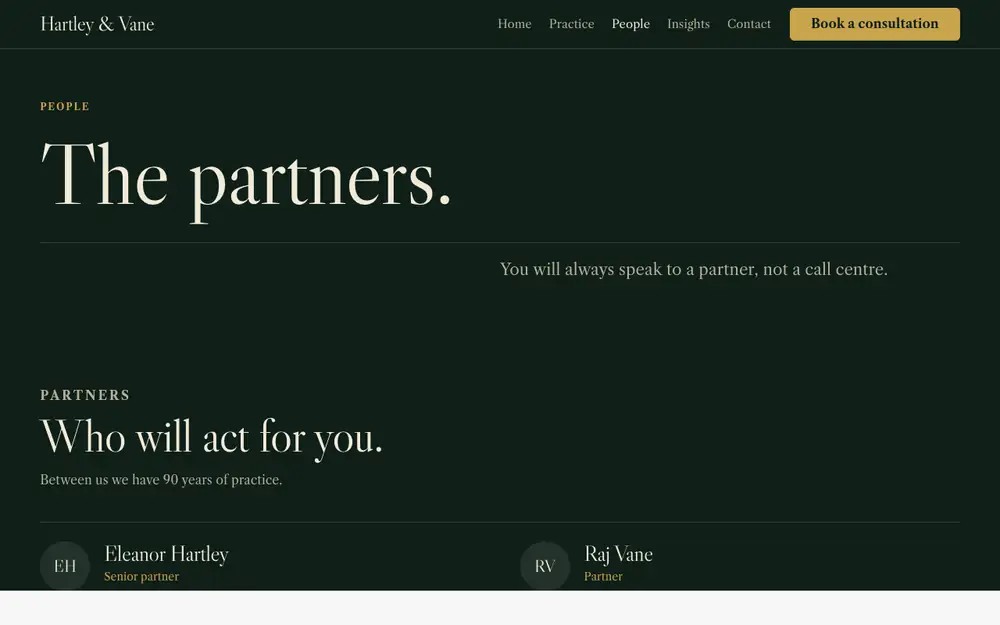 Hartley & Vane
Home Practice People Insights Contact Book a consultation
PEOPLE
The partners.
You will always speak to a partner, not a call centre.
PARTNERS
Who will act for you.
Between us we have 90 years of practice.
EH Eleanor Hartley
Senior partner
RV Raj Vane
Partner